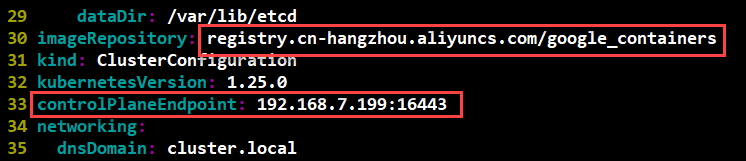 29 dataDir: /var/lib/etcd
30 imageRepository: registry.cn-hangzhou.aliyuncs.com/google_containers
31 kind: ClusterConfiguration
32 kubernetesVersion: 1.25.0
33 controlPlaneEndpoint: 192.168.7.199:16443
34 networking:
35 dnsDomain: cluster.local